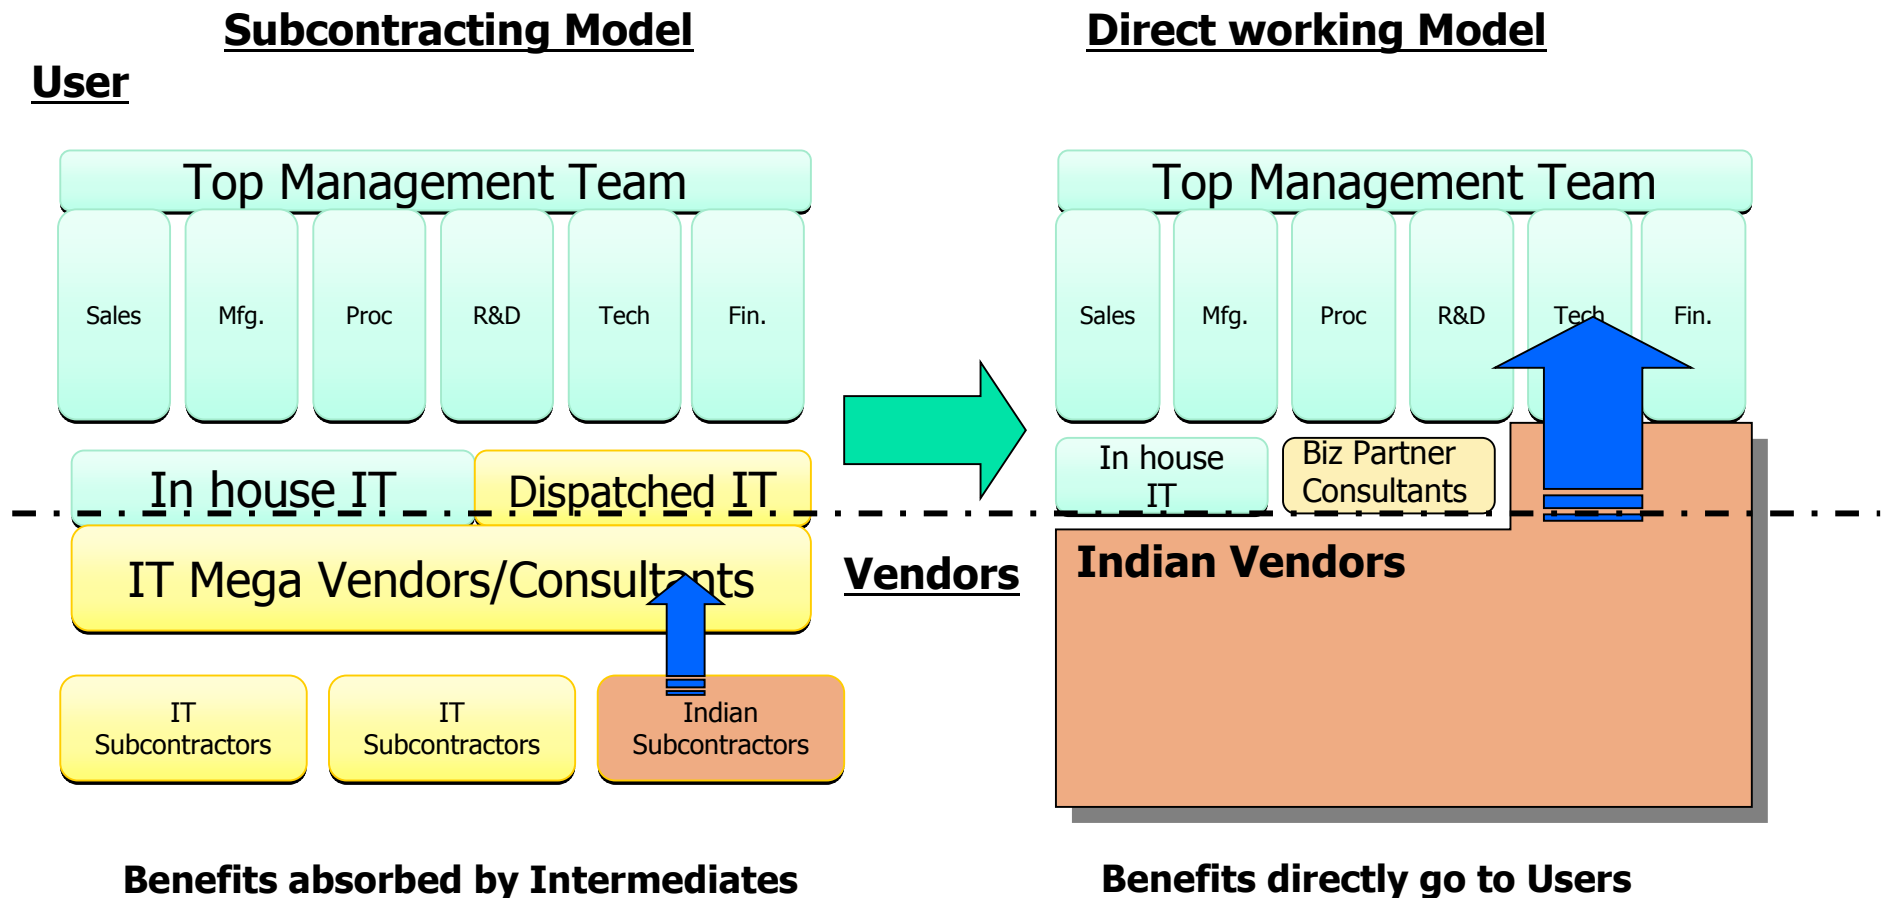 Subcontracting Model
Direct working Model
User
Top Management Team
Sales
Mfg.
Proc
R&D
Tech
Fin.
In house IT
Dispatched IT
IT Mega Vendors/Consultants
IT
Subcontractors
IT
Subcontractors
Indian
Subcontractors
Benefits absorbed by Intermediates
Vendors
Top Management Team
Sales
Mfg.
Proc
R&D
Tech
Fin.
In house
IT
Biz Partner
Consultants
Indian Vendors
Benefits directly go to Users